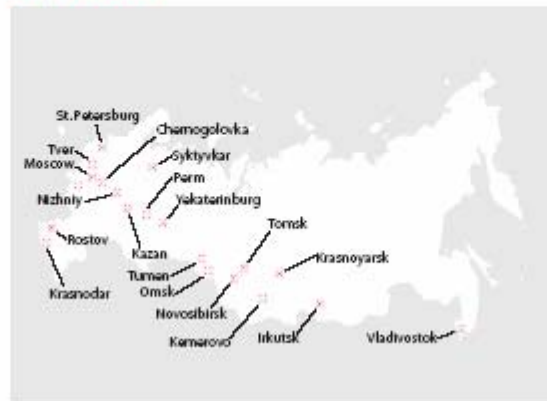 St.Petersburg
Chernogolovka
Tver
Moscow
Syktyvkar
Perm
Nizhniy
Yekaterinburg
Tomsk
Rostov
Kazan
Krasnoyarsk
Tumen
Krasnodar
Omsk
Novosibirsk
Kemerovo
Irkutsk
Vladivostok